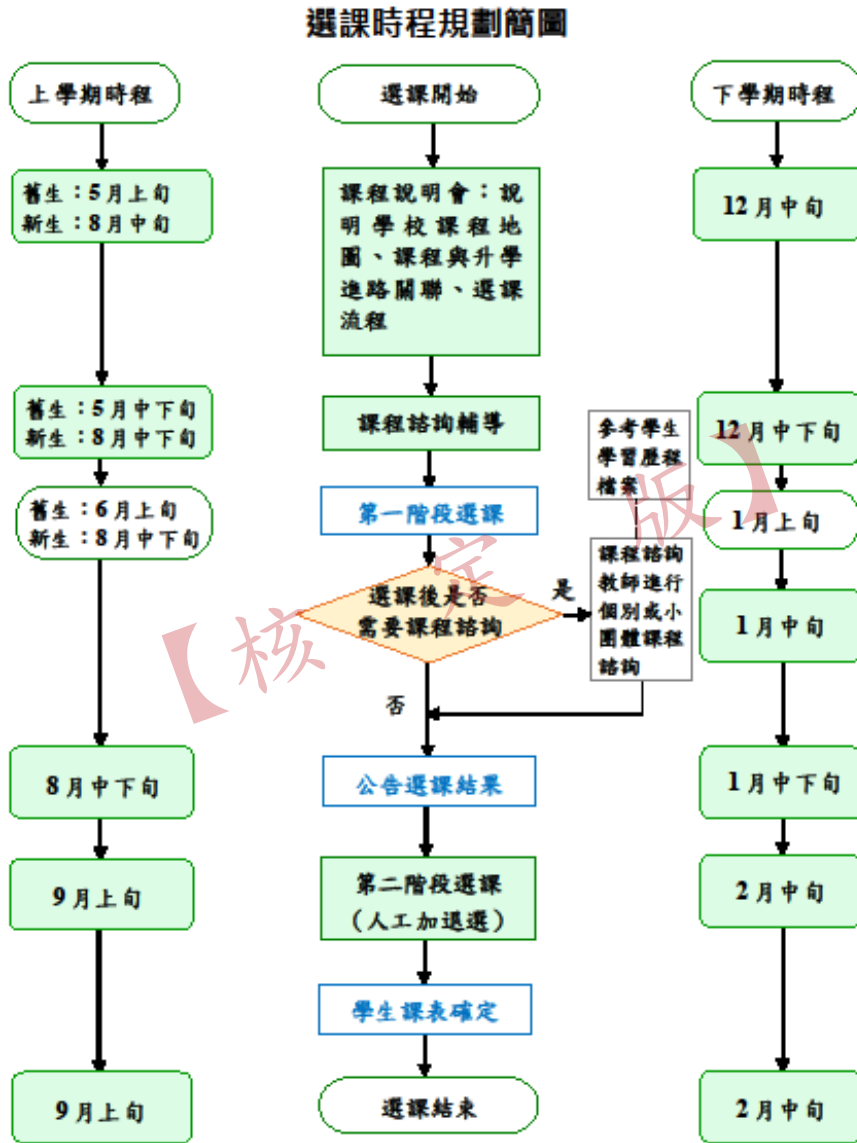 選課時程規劃簡圖
上學期時程
選課開始
下學期時程
舊生：5月上旬
新生：8月中旬
課程說明會：說
明學校課程地
圖、課程與升學
進路關聯、選課
流程
12月中旬
舊生：5月中下旬
新生：8月中下旬
課程諮詢輔導
參考學生
學習歷程
檔案
12月中下旬
舊生：6月上旬
新生：8月中下旬
第一階段選課
1月上旬
選課後是否
需要課程諮詢
是
課程諮詢
教師進行
個別或小
團體課程
諮詢
1月中旬
否
【核定版】
8月中下旬
公告選課結果
1月中下旬
9月上旬
第二階段選課
（人工加退選）
2月中旬
學生課表確定
9月上旬
選課結束
2月中旬